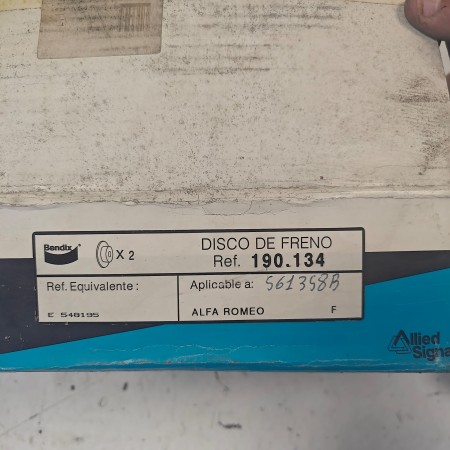 Bendix
X 2
DISCO DE FRENO
Ref. 190.134
Ref. Equivalente :
Aplicable a: 561358B
E 548195
ALFA ROMEO F
Allied
Signal